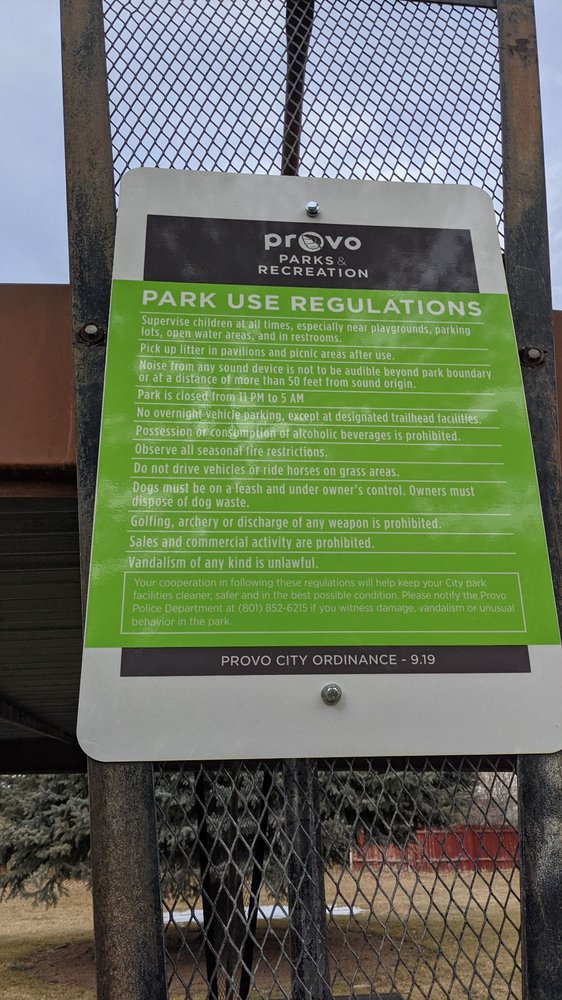 provo
PARKS &
RECREATION
PARK USE REGULATIONS
Supervise children at all times, especially near playgrounds, parking
lots, open water areas, and in restrooms.
Pick up litter in pavilions and picnic areas after use.
Noise from any sound device is not to be audible beyond park boundary
or at a distance of more than 50 feet from sound origin.
Park is closed from 11 PM to 5 AM
No overnight vehicle parking, except at designated trailhead facilities.
Possession or consumption of alcoholic beverages is prohibited.
Observe all seasonal fire restrictions.
Do not drive vehicles or ride horses on grass areas.
Dogs must be on a leash and under owner's control. Owners must
dispose of dog waste.
Golfing, archery or discharge of any weapon is prohibited.
Sales and commercial activity are prohibited.
Vandalism of any kind is unlawful.
Your cooperation in following these regulations will help keep your City park
facilities cleaner, safer and in the best possible condition. Please notify the Provo
Police Department at (801) 852-6215 if you witness damage, vandalism or unusual
behavior in the park.
PROVO CITY ORDINANCE - 9.19